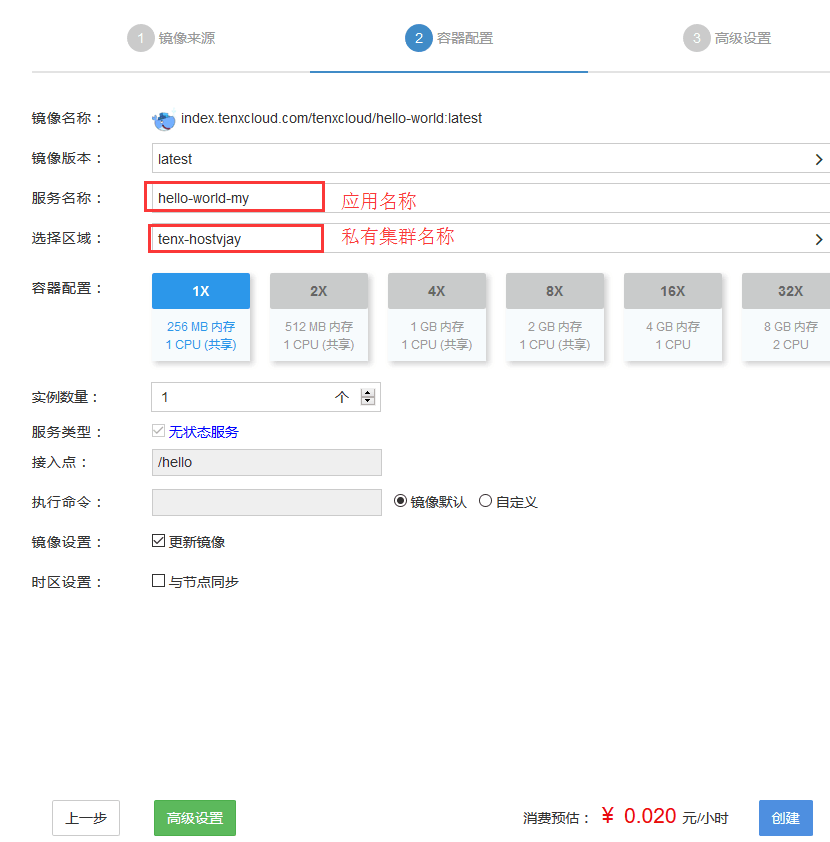 1 镜像来源 2 容器配置 3 高级设置
镜像名称： index.tenxcloud.com/tenxcloud/hello-world:latest
镜像版本： latest
服务名称： hello-world-my 应用名称
选择区域： tenx-hostvjay 私有集群名称
容器配置： 1X 2X 4X 8X 16X 32X
256 MB 内存 512 MB 内存 1 GB 内存 2 GB 内存 4 GB 内存 8 GB 内存
1 CPU (共享) 1 CPU (共享) 1 CPU (共享) 1 CPU (共享) 1 CPU 2 CPU
实例数量： 1 个
服务类型： 无状态服务
接入点： /hello
执行命令： 镜像默认 自定义
镜像设置： 更新镜像
时区设置： 与节点同步
上一步 高级设置 消费预估： ¥ 0.020 元/小时 创建